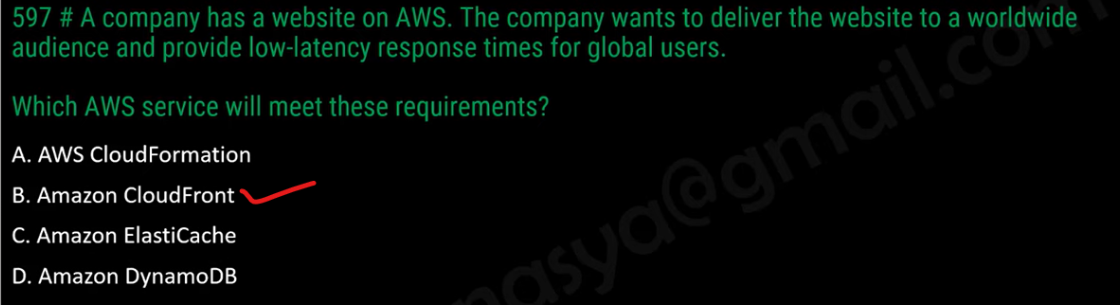 597 # A company has a website on AWS. The company wants to deliver the website to a worldwide
audience and provide low-latency response times for global users.
Which AWS service will meet these requirements?
A. AWS CloudFormation
B. Amazon CloudFront
C. Amazon ElastiCache
D. Amazon DynamoDB